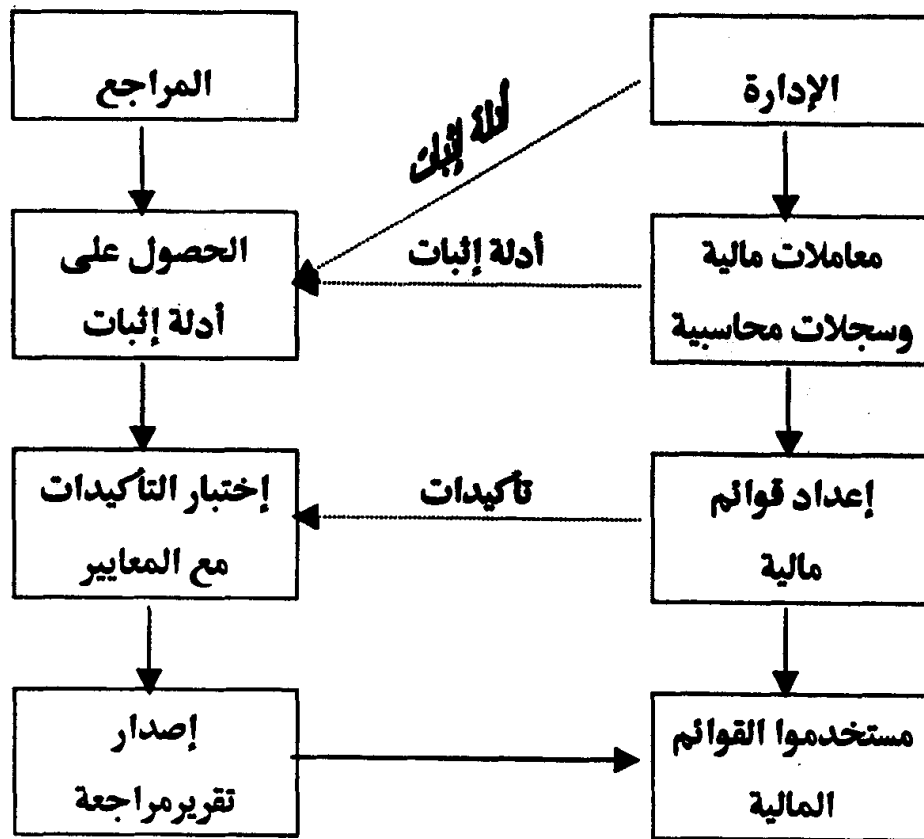 الإدارة
المراجع
أدلة إثبات
معاملات مالية
وسجلات محاسبية
أدلة إثبات
الحصول على
أدلة إثبات
إعداد قوائم
مالية
تأكيدات
إختبار التأكيدات
مع المعايير
مستخدموا القوائم
المالية
إصدار
تقريرمراجعة